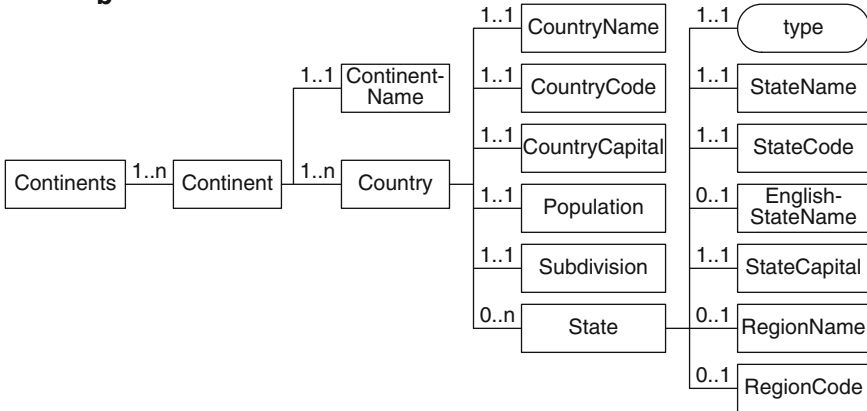 b
1..1 CountryName
1..1 type
1..1 Continent-
Name
1..1 CountryCode
1..1 StateName
1..1 CountryCapital
1..1 StateCode
Continents 1..n Continent 1..n Country
1..1 Population
0..1 English-
StateName
1..1 Subdivision
1..1 StateCapital
0..n State
0..1 RegionName
0..1 RegionCode